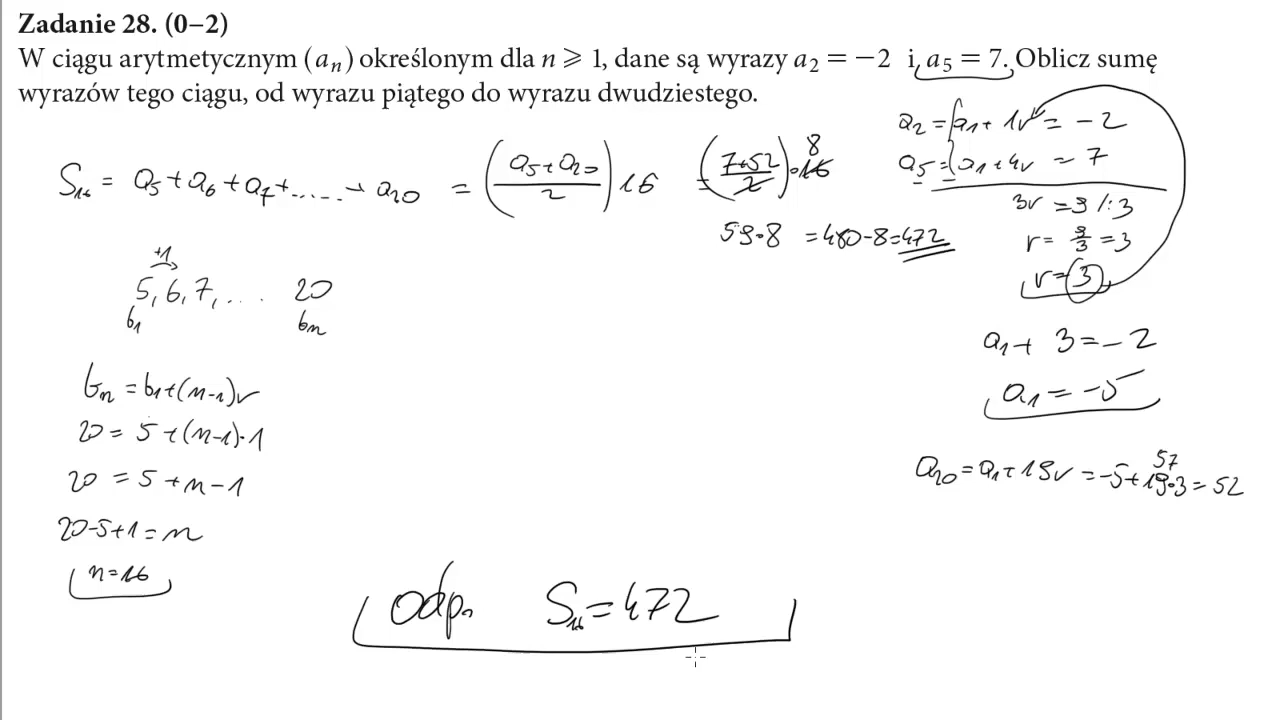 Zadanie 28. (0–2)
W ciągu arytmetycznym (aₙ) określonym dla n ⩾ 1, dane są wyrazy a₂ = −2 i a₅ = 7. Oblicz sumę
wyrazów tego ciągu, od wyrazu piątego do wyrazu dwudziestego.
S₁₆ = a₅ + a₆ + a₇ + ...... + a₂₀ = ((a₅ + a₂₀)/2) 16 = ((7+52)/2) · 16 8
59·8 = 480-8 = 472
a₂ = a₁ + 1r = -2
a₅ = a₁ + 4r = 7
3r = 9 /:3
r = 9/3 = 3
r = 3
a₁ + 3 = -2
a₁ = -5
a₂₀ = a₁ + 19r = -5 + 19·3 = 52
57
+1
5, 6, 7, .... 20
b₁ bₙ
bₙ = b₁ + (n-1)r
20 = 5 + (n-1)·1
20 = 5 + n - 1
20-5+1 = n
n = 16
odp. S₁₆ = 472